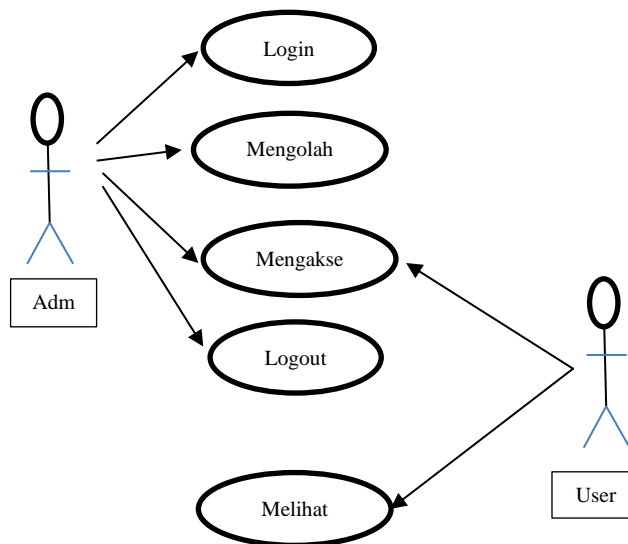 Login
Mengolah
Mengakse
Adm
Logout
User
Melihat